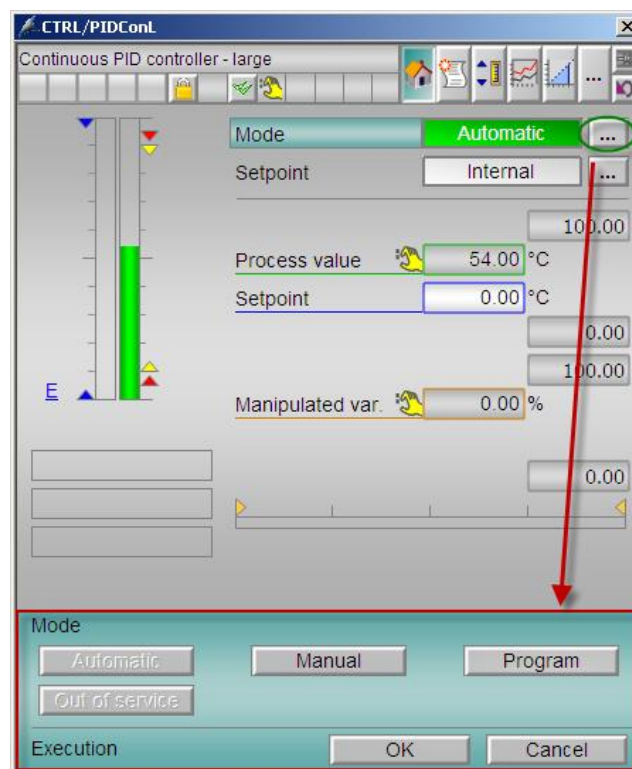 CTRL/PIDConL
Continuous PID controller - large
...
Mode Automatic ...
Setpoint Internal ...
100.00
Process value 54.00 °C
Setpoint 0.00 °C
0.00
100.00
E
Manipulated var. 0.00 %
0.00
Mode
Automatic Manual Program
Out of service
Execution OK Cancel